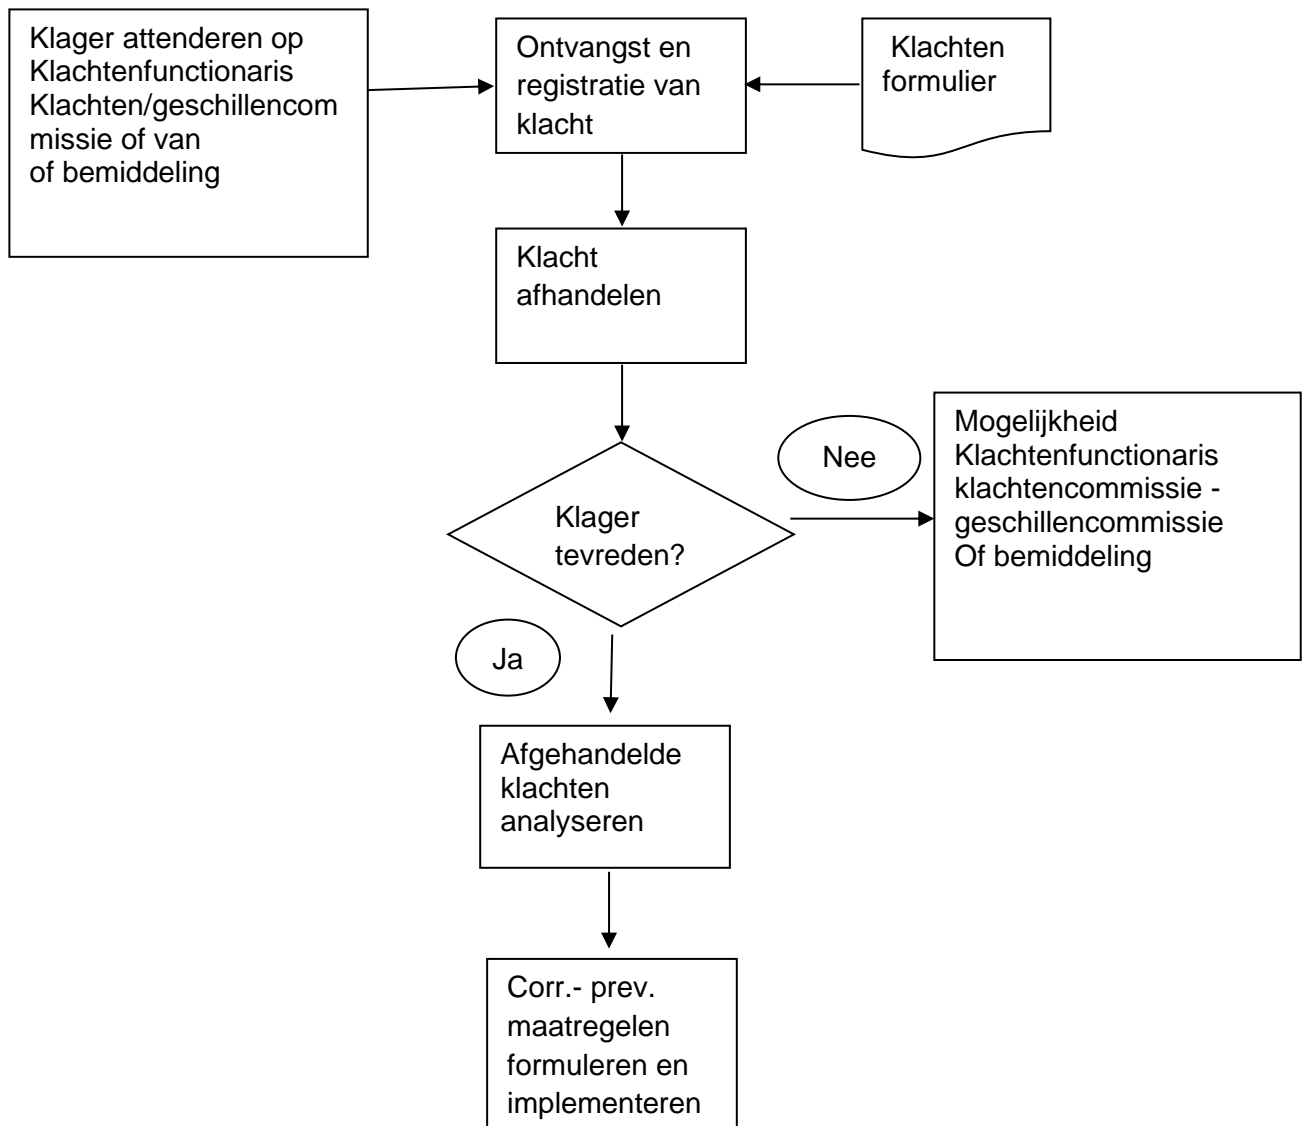 Klager attenderen op
Klachtenfunctionaris
Klachten/geschillencom
missie of van
of bemiddeling
Ontvangst en
registratie van
klacht
Klachten
formulier
Klacht
afhandelen
Klager
tevreden?
Nee
Mogelijkheid
Klachtenfunctionaris
klachtencommissie -
geschillencommissie
Of bemiddeling
Ja
Afgehandelde
klachten
analyseren
Corr.- prev.
maatregelen
formuleren en
implementeren